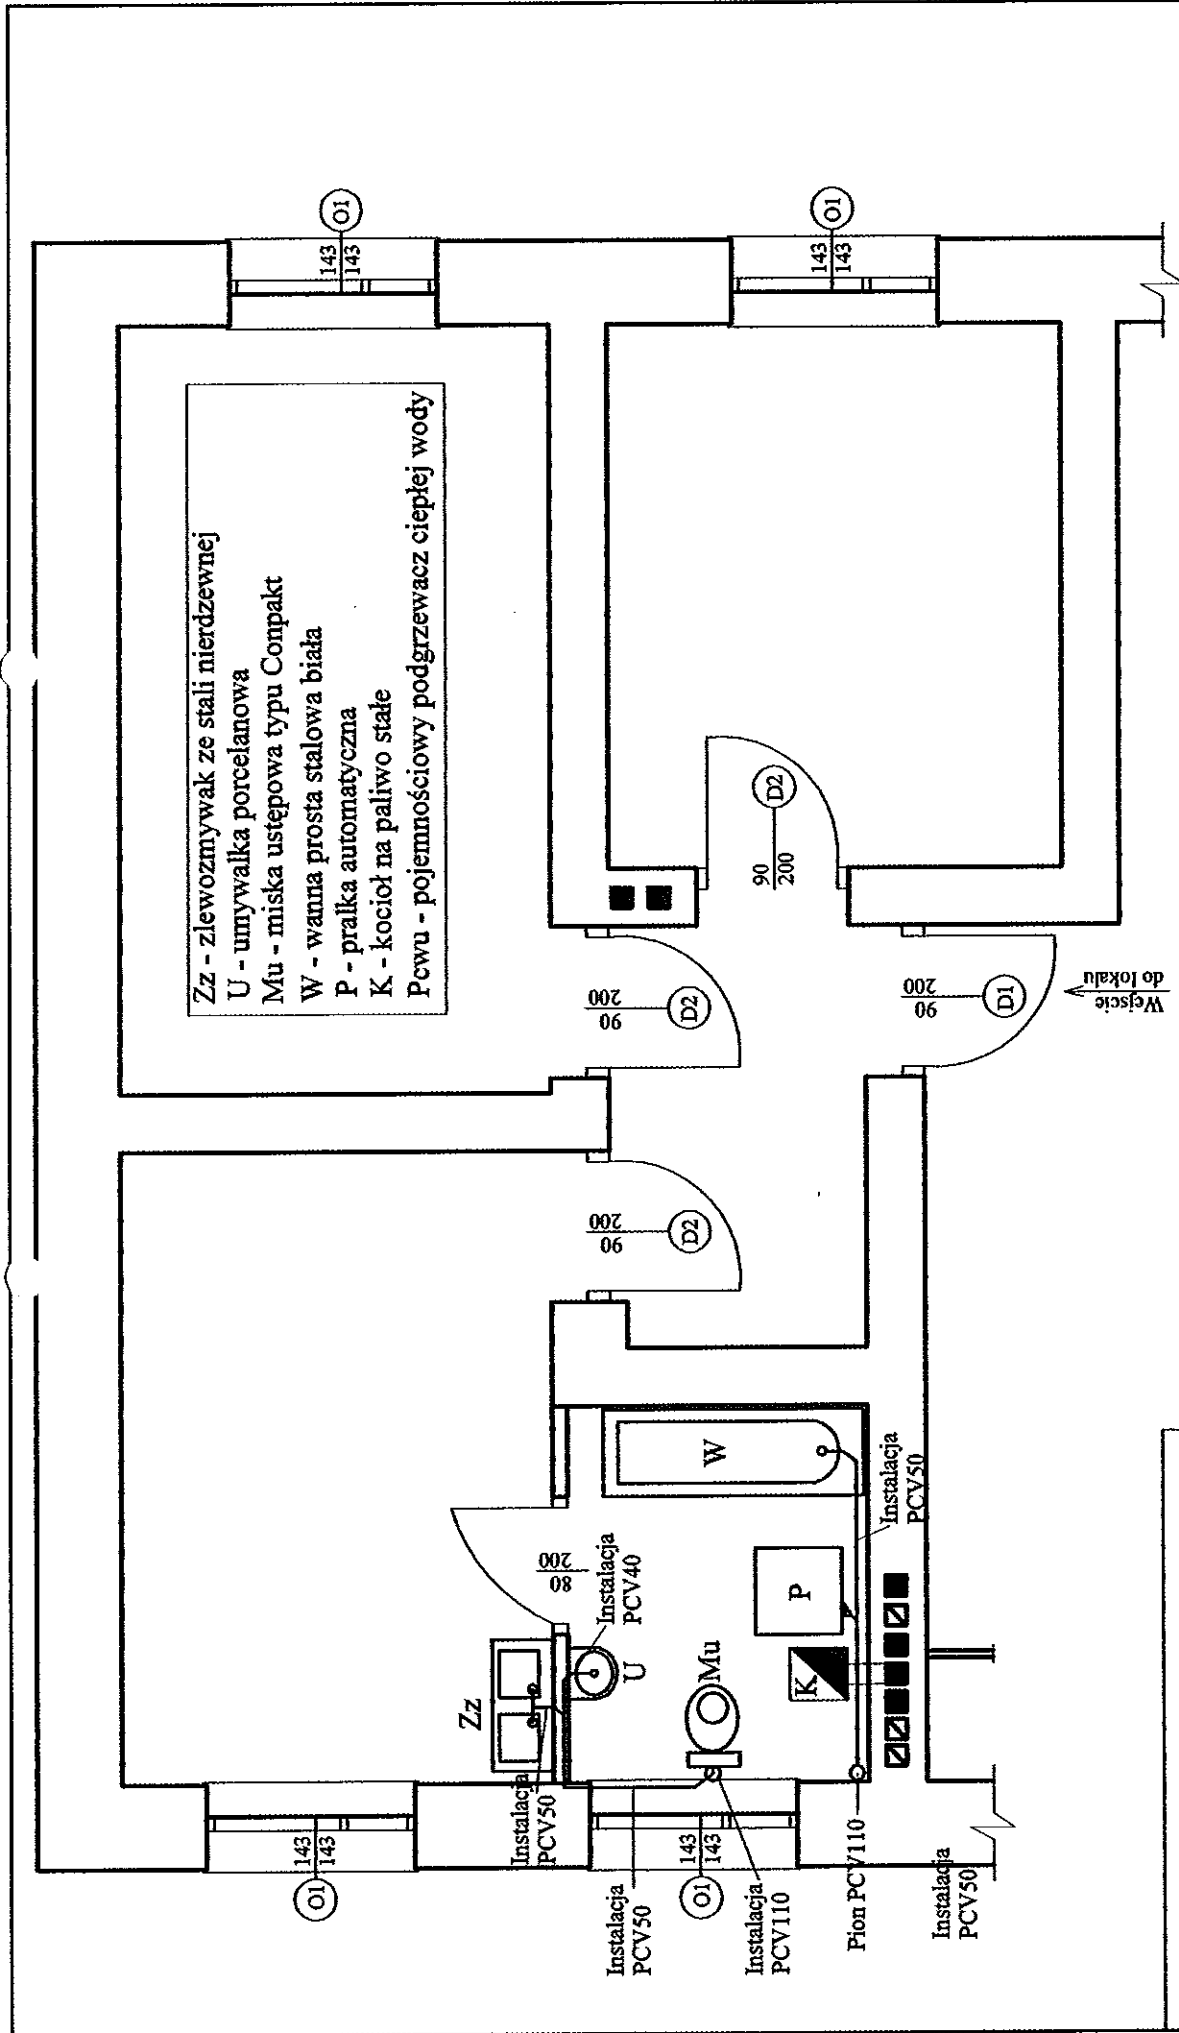 Zz - zlewozmywak ze stali nierdzewnej
U - umywalka porcelanowa
Mu - miska ustępowa typu Conpakt
W - wanna prosta stalowa biała
P - pralka automatyczna
K - kocioł na paliwo stałe
Pcwu - pojemnościowy podgrzewacz ciepłej wody
143
143
O1
143
143
O1
90
200
D2
90
200
D2
90
200
D2
90
200
D1
Wejscie
do lokalu
80
200
Zz
U
Mu
W
P
K
Instalacja
PCV40
Instalacja
PCV50
Instalacja
PCV50
143
143
O1
143
143
O1
Instalacja
PCV50
Instalacja
PCV110
Pion PCV110
Instalacja
PCV50